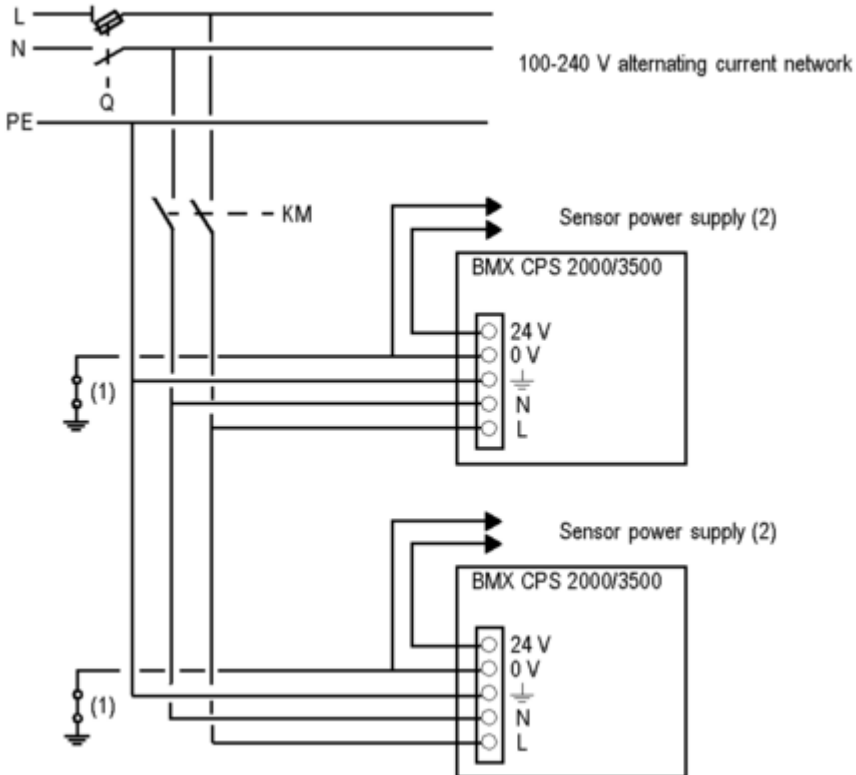 L
N
100-240 V alternating current network
Q
PE
KM
Sensor power supply (2)
BMX CPS 2000/3500
24 V
0 V
(1)
N
L
Sensor power supply (2)
BMX CPS 2000/3500
24 V
0 V
(1)
N
L